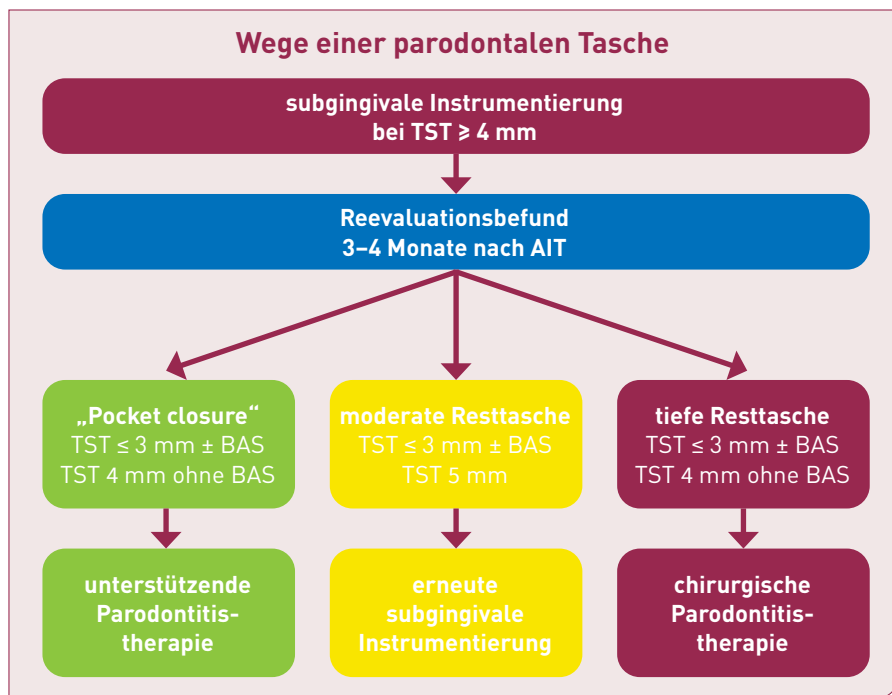 Wege einer parodontalen Tasche
subgingivale Instrumentierung
bei TST ⩾ 4 mm
Reevaluationsbefund
3–4 Monate nach AIT
„Pocket closure“
TST ≤ 3 mm ± BAS
TST 4 mm ohne BAS
moderate Resttasche
TST ≤ 3 mm ± BAS
TST 5 mm
tiefe Resttasche
TST ≤ 3 mm ± BAS
TST 4 mm ohne BAS
unterstützende
Parodontitis-
therapie
erneute
subgingivale
Instrumentierung
chirurgische
Parodontitis-
therapie